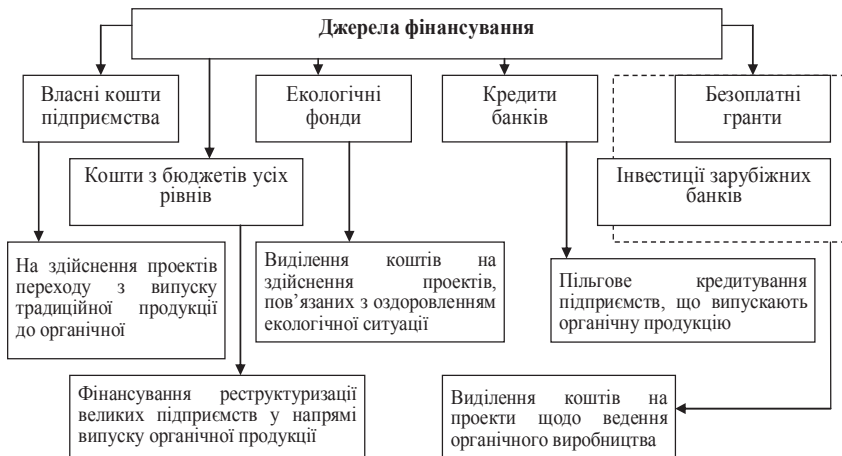 Джерела фінансування
Власні кошти
підприємства
Екологічні
фонди
Кредити
банків
Безоплатні
гранти
Кошти з бюджетів усіх
рівнів
Інвестиції зарубіжних
банків
На здійснення проектів
переходу з випуску
традиційної продукції
до органічної
Виділення коштів на
здійснення проектів,
пов’язаних з оздоровленням
екологічної ситуації
Пільгове кредитування
підприємств, що випускають
органічну продукцію
Фінансування реструктуризації
великих підприємств у напрямі
випуску органічної продукції
Виділення коштів на
проекти щодо ведення
органічного виробництва